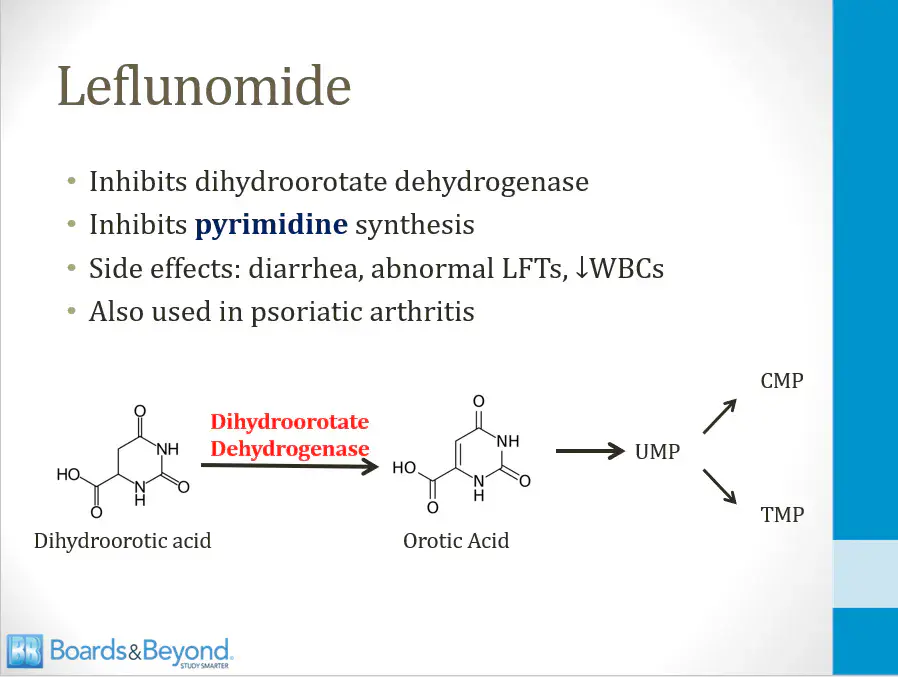 Leflunomide
• Inhibits dihydroorotate dehydrogenase
• Inhibits pyrimidine synthesis
• Side effects: diarrhea, abnormal LFTs, ↓WBCs
• Also used in psoriatic arthritis
CMP
O
O
Dihydroorotate
Dehydrogenase
NH
NH
HO
HO
UMP
N
H
O
O
N
H
O
O
TMP
Dihydroorotic acid
Orotic Acid
BB Boards&Beyond.
STUDY SMARTER